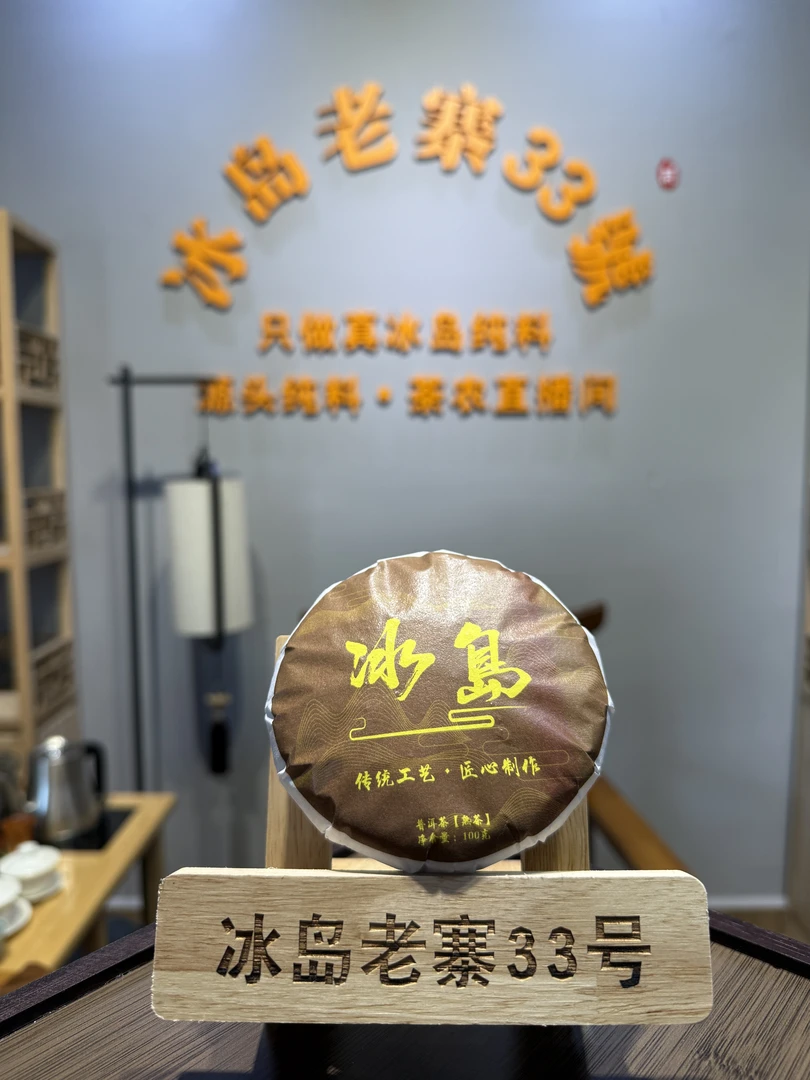 冰岛老寨33号
只做真冰岛纯料
源头纯料·茶农直播间
冰島
传统工艺·匠心制作
普洱茶【熟茶】
净含量：100克
冰岛老寨33号